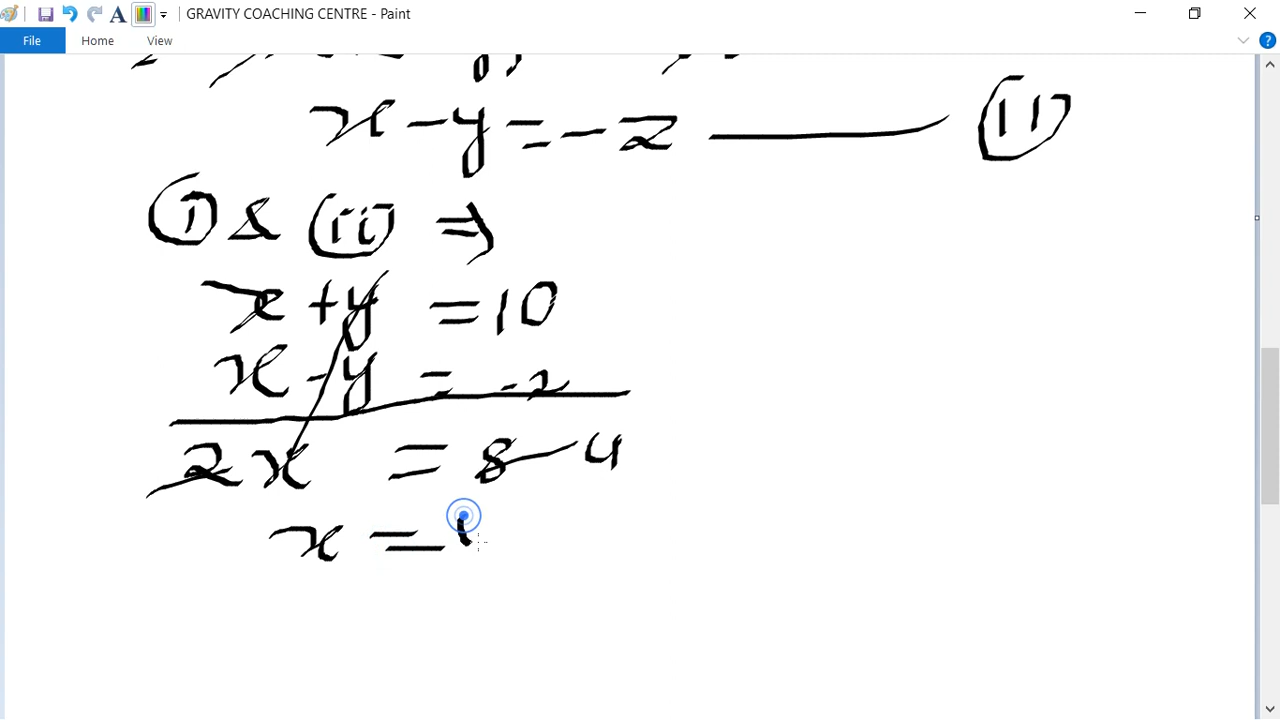 GRAVITY COACHING CENTRE - Paint
File Home View
x - y = - 2 (ii)
(i) & (ii) ⇒
x + y = 10
x - y = - 2
2x = 8 4
x =